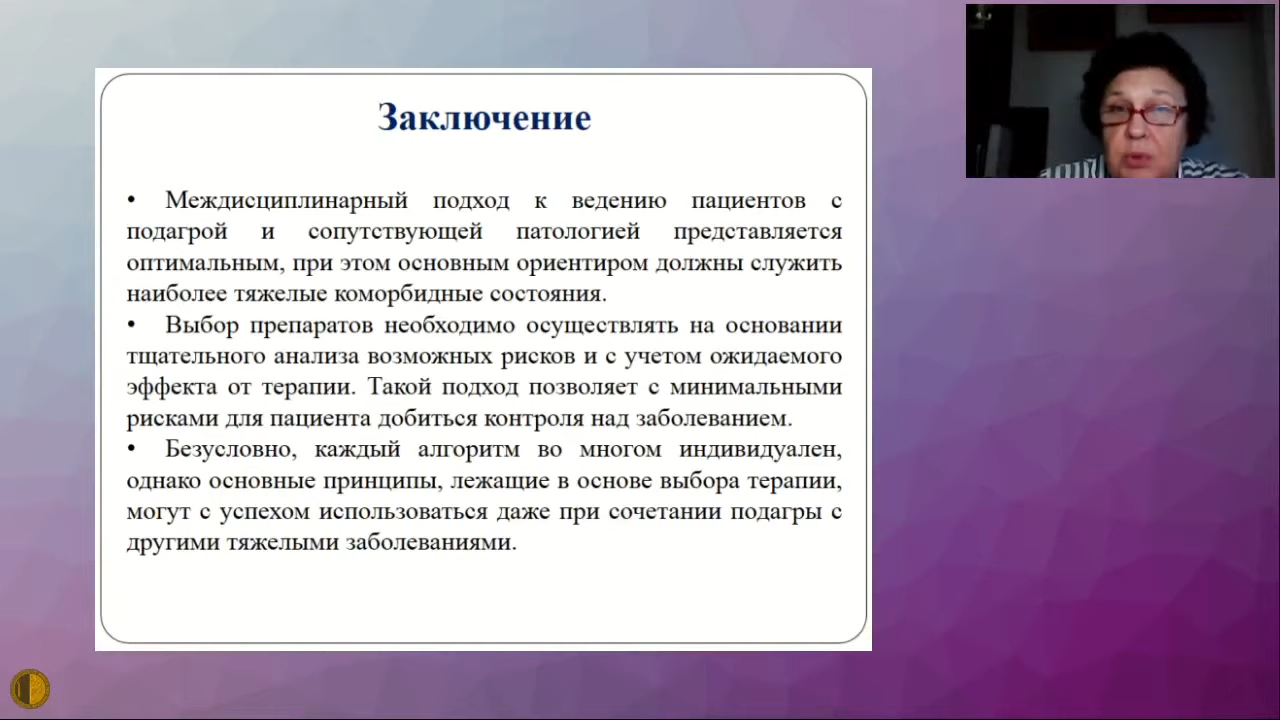 Заключение
• Междисциплинарный подход к ведению пациентов с
подагрой и сопутствующей патологией представляется
оптимальным, при этом основным ориентиром должны служить
наиболее тяжелые коморбидные состояния.
• Выбор препаратов необходимо осуществлять на основании
тщательного анализа возможных рисков и с учетом ожидаемого
эффекта от терапии. Такой подход позволяет с минимальными
рисками для пациента добиться контроля над заболеванием.
• Безусловно, каждый алгоритм во многом индивидуален,
однако основные принципы, лежащие в основе выбора терапии,
могут с успехом использоваться даже при сочетании подагры с
другими тяжелыми заболеваниями.